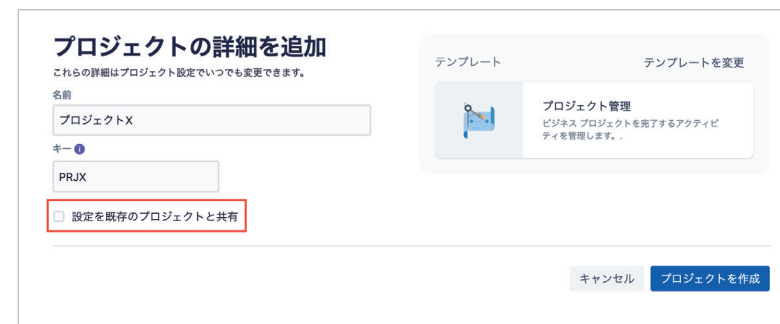 プロジェクトの詳細を追加
これらの詳細はプロジェクト設定でいつでも変更できます。
名前
プロジェクトX
キー
PRJX
設定を既存のプロジェクトと共有
テンプレート
テンプレートを変更
プロジェクト管理
ビジネス プロジェクトを完了するアクティビ
ティを管理します。.
キャンセル
プロジェクトを作成